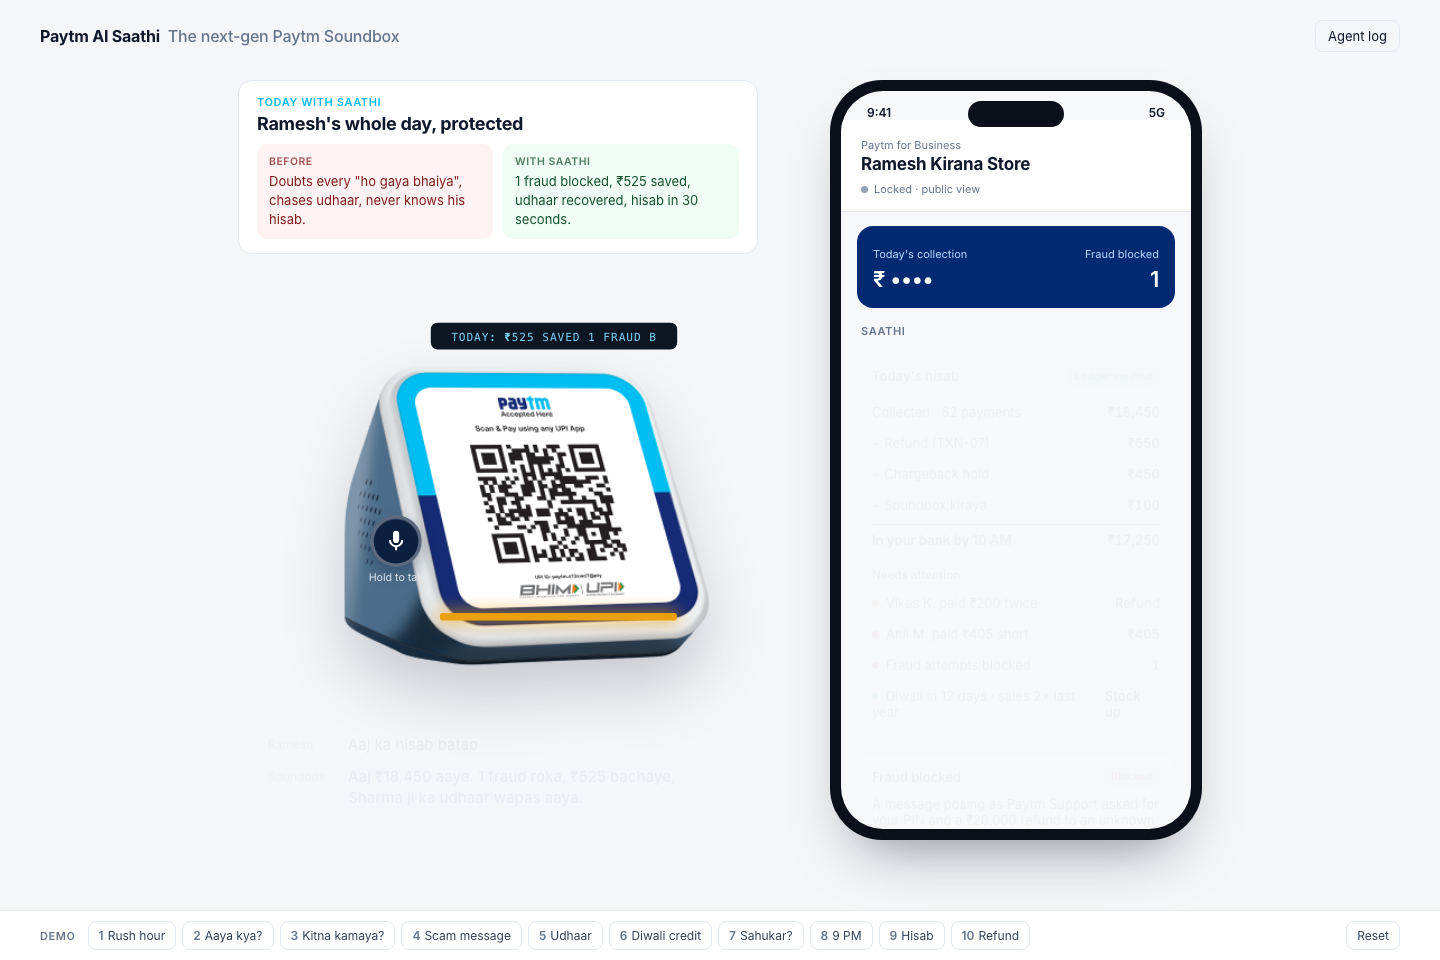 Paytm AI Saathi The next-gen Paytm Soundbox
Agent log
TODAY WITH SAATHI
Ramesh's whole day, protected
BEFORE
Doubts every "ho gaya bhaiya",
chases udhaar, never knows his
hisab.
WITH SAATHI
1 fraud blocked, ₹525 saved,
udhaar recovered, hisab in 30
seconds.
TODAY: ₹525 SAVED 1 FRAUD B
paytm
Accepted Here
Scan & Pay using any UPI App
BHIM UPI
Hold to ta
Aaj ka hisab batao
Soundbox
Aaj ₹18,450 aaye. 1 fraud roka, ₹525 bachaye,
Sharma ji ka udhaar wapas aaya.
9:41
5G
Paytm for Business
Ramesh Kirana Store
Locked · public view
Today's collection
₹ ••••
Fraud blocked
1
SAATHI
Today's hisab
Collected · 62 payments ₹18,450
− Refund (TXN-07) ₹650
− Chargeback hold ₹450
− Soundbox kiraya ₹100
In your bank by 10 AM ₹17,250
Needs attention
Vikas K. paid ₹200 twice Refund
Anil M. paid ₹405 short ₹405
Fraud attempts blocked 1
Diwali in 12 days · sales 2× last
year
Stock
up
Fraud blocked
Blocked
A message posing as Paytm Support asked for
your PIN and a ₹20,000 refund to an unknown
DEMO
1 Rush hour
2 Aaya kya?
3 Kitna kamaya?
4 Scam message
5 Udhaar
6 Diwali credit
7 Sahukar?
8 9 PM
9 Hisab
10 Refund
Reset